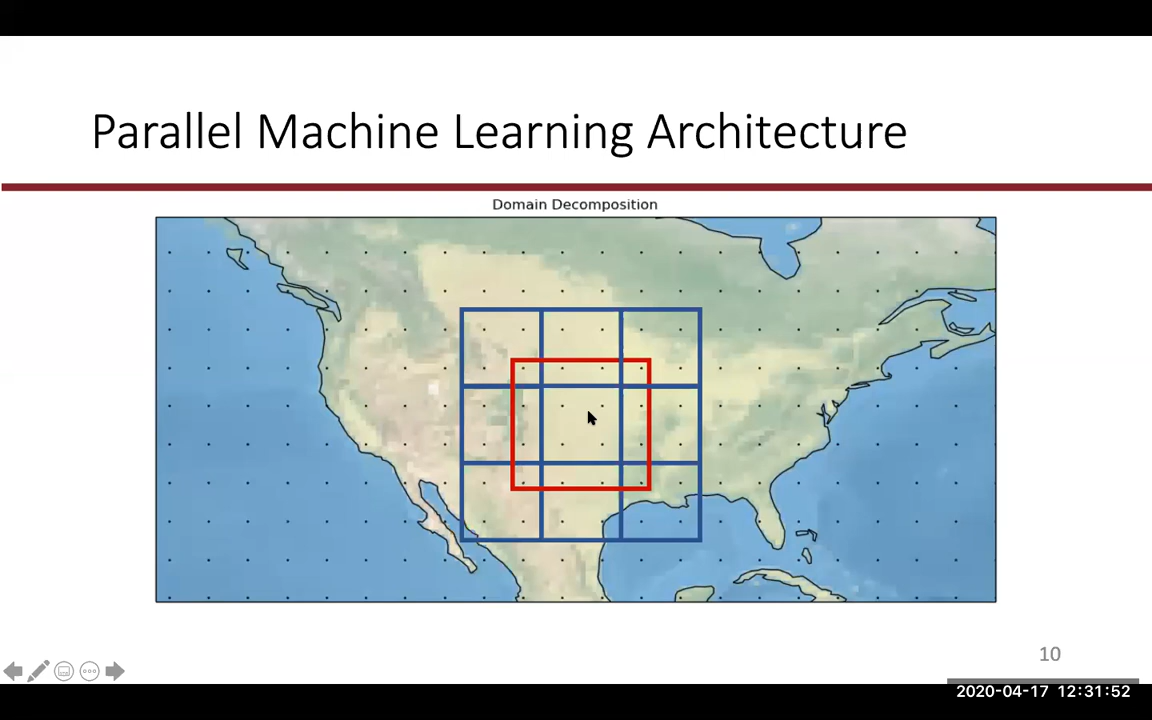 Parallel Machine Learning Architecture
Domain Decomposition
10
2020-04-17 12:31:52